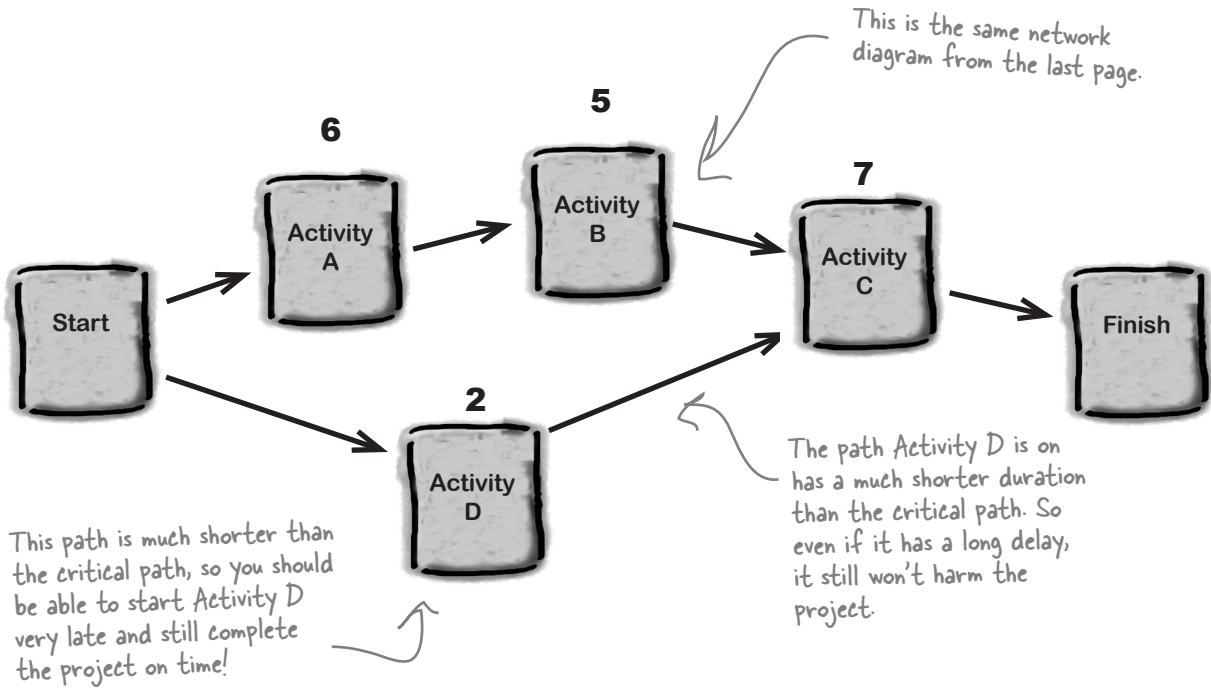 This is the same network
diagram from the last page.
5
6
7
Activity
B
Activity
A
Activity
C
Start
Finish
2
Activity
D
The path Activity D is on
has a much shorter duration
than the critical path. So
even if it has a long delay,
it still won't harm the
project.
This path is much shorter than
the critical path, so you should
be able to start Activity D
very late and still complete
the project on time!